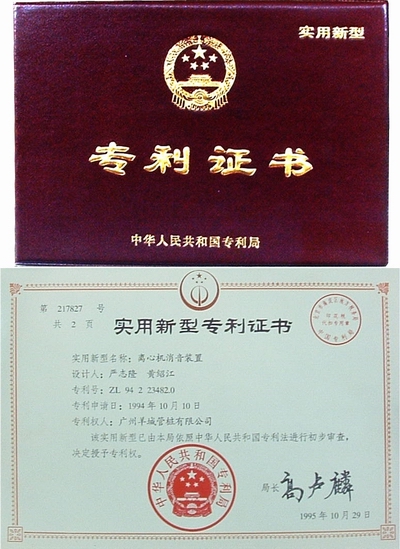 实用新型
专利证书
中华人民共和国专利局
第 217827 号
共 2 页
实用新型专利证书
实用新型名称：离心机消音装置
设计人：严志隆 黄绍江
专利号：ZL 94 2 23482.0
专利申请日：1994 年 10 月 10 日
专利权人：广州羊城管桩有限公司
该实用新型已由本局依照中华人民共和国专利法进行初步审查，
决定授予专利权。
中华人民共和国专利局
局长 高卢麟
1995 年 10 月 29 日